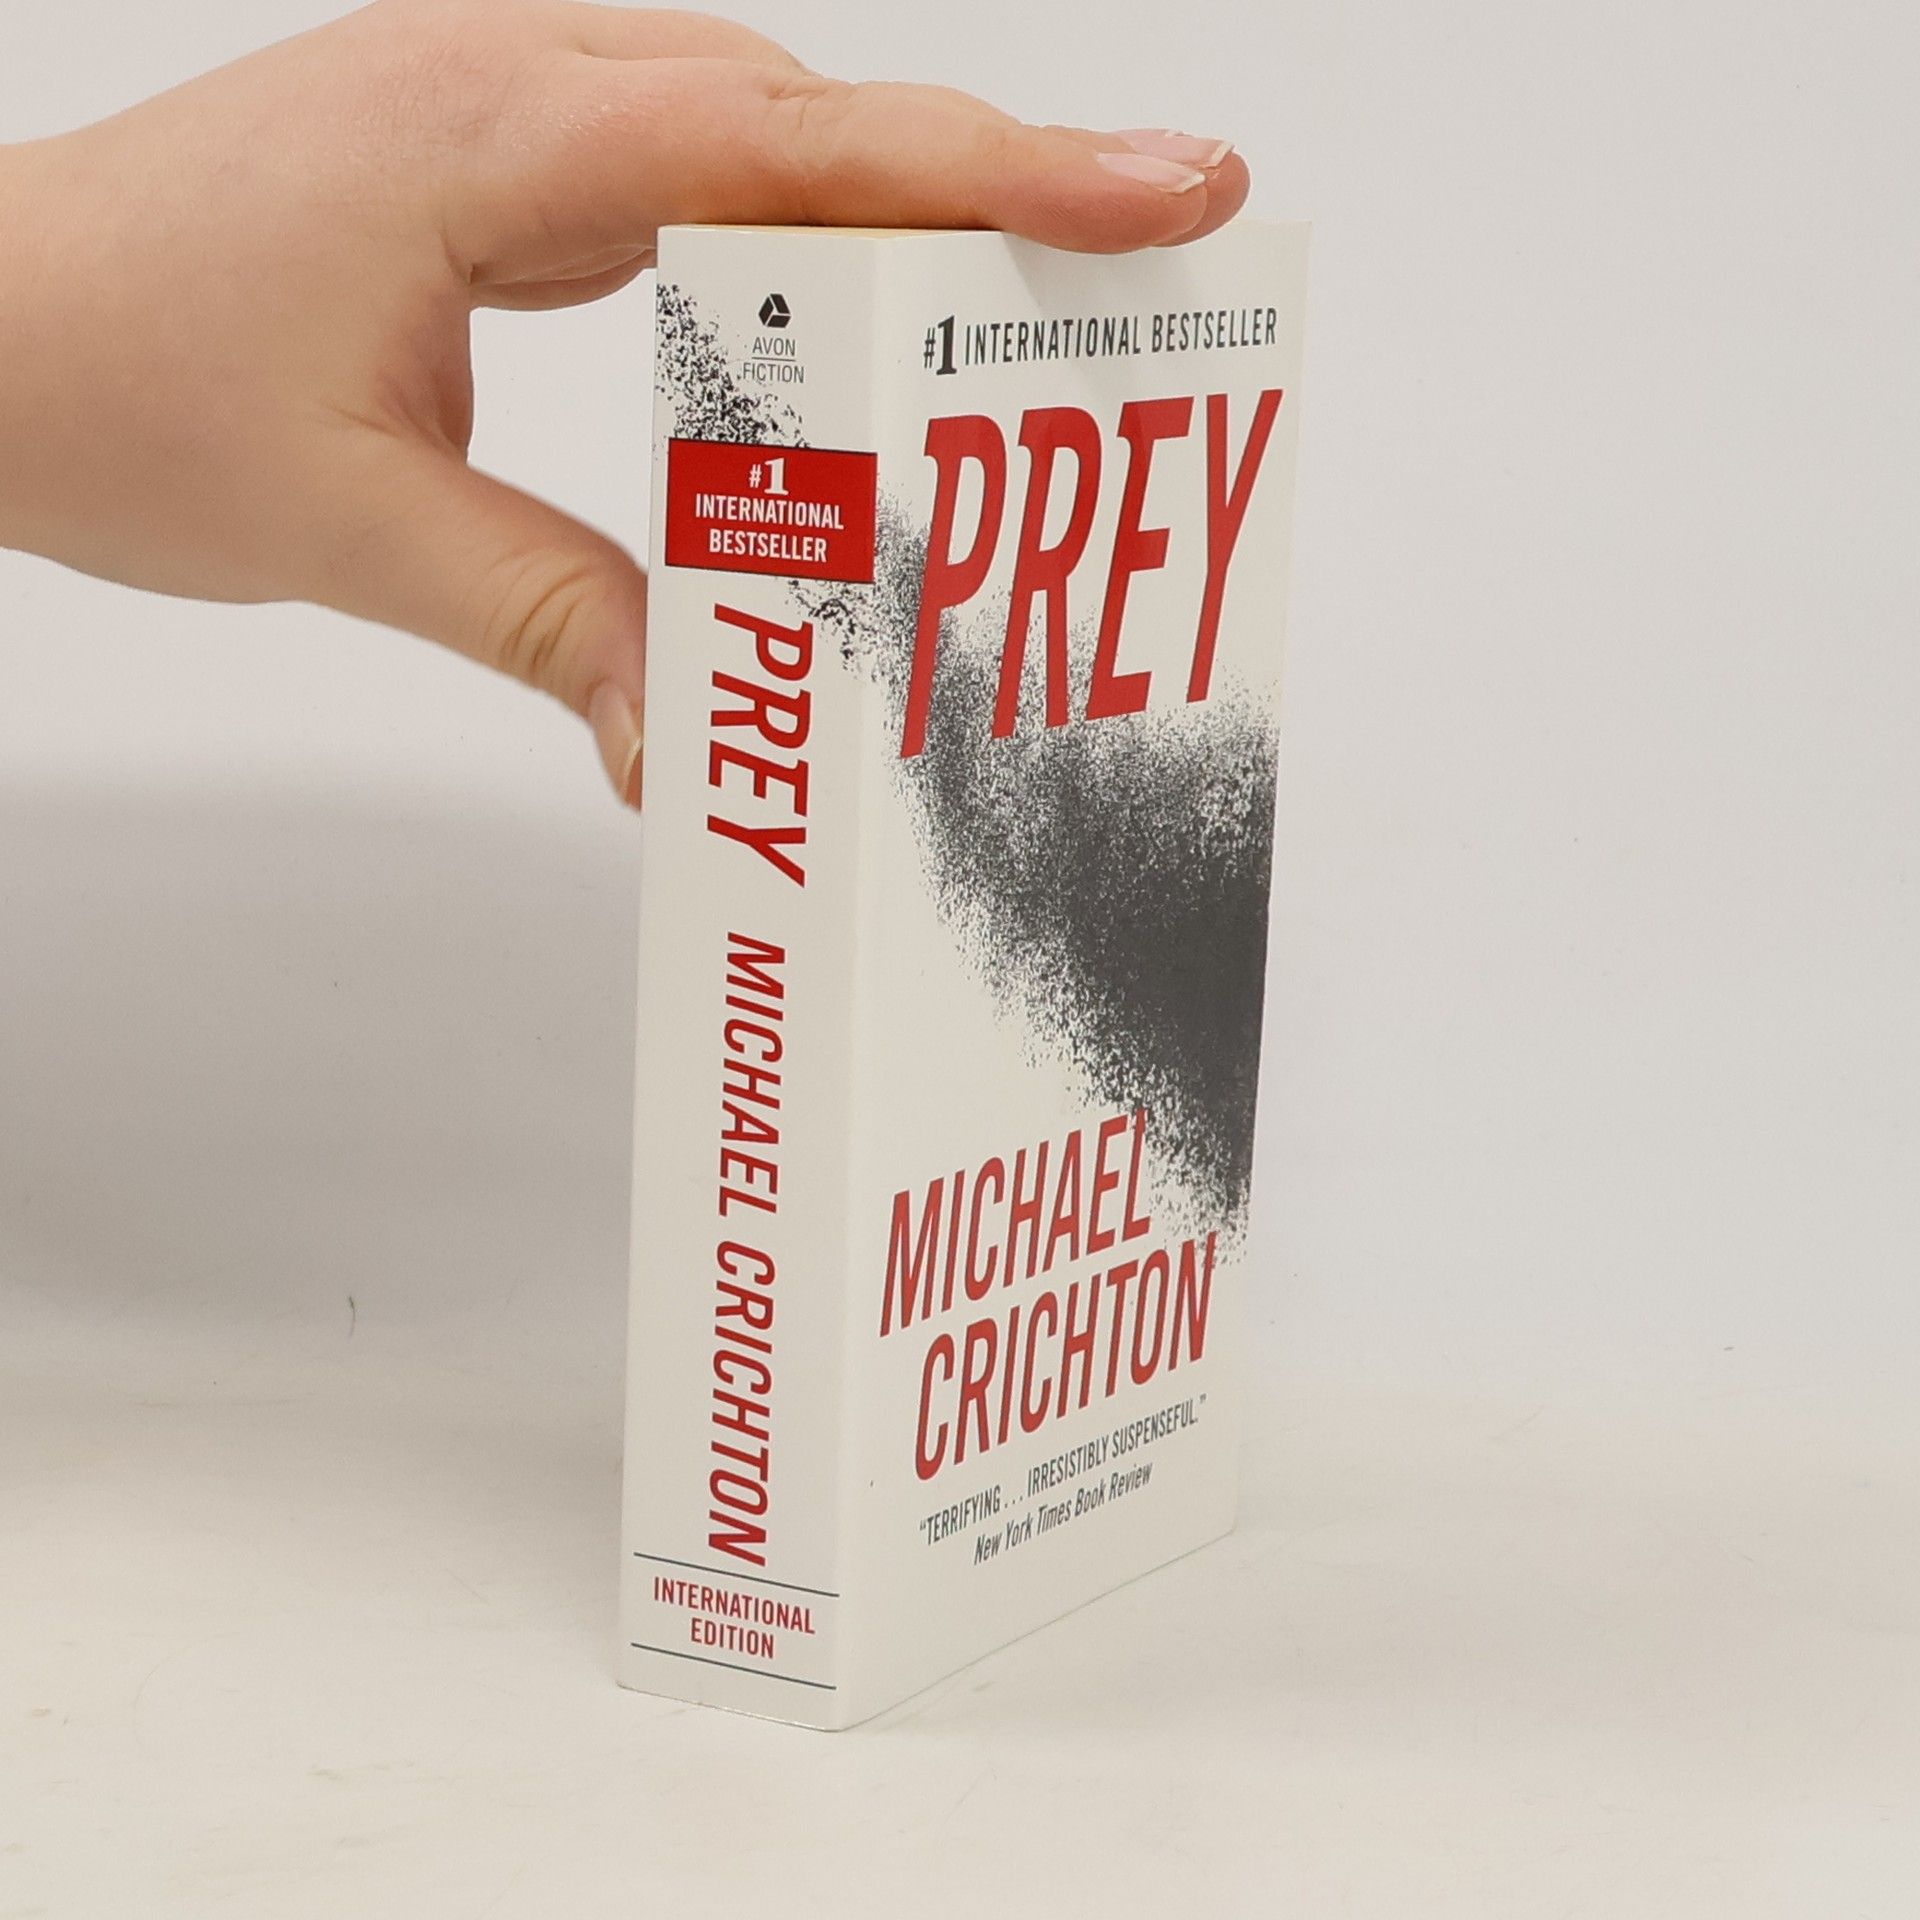 AVON
FICTION
#1
INTERNATIONAL
BESTSELLER
PREY
MICHAEL CRICHTON
INTERNATIONAL
EDITION
#1 INTERNATIONAL BESTSELLER
PREY
MICHAEL
CRICHTON
“TERRIFYING . . . IRRESISTIBLY SUSPENSEFUL.”
New York Times Book Review